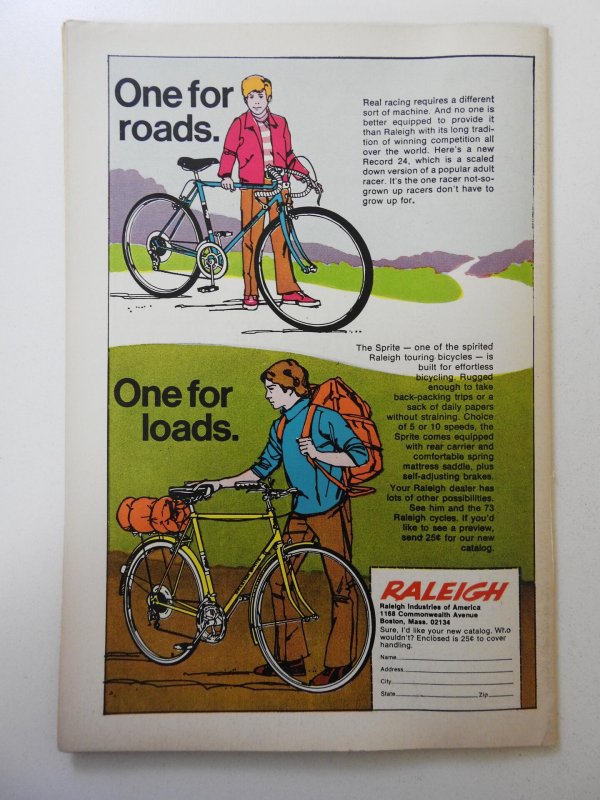 One for
roads.
Real racing requires a different
sort of machine. And no one is
better equipped to provide it
than Raleigh with its long tradi-
tion of winning competition all
over the world. Here's a new
Record 24, which is a scaled
down version of a popular adult
racer. It's the one racer not-so-
grown up racers don't have to
grow up for.
The Sprite — one of the spirited
Raleigh touring bicycles — is
built for effortless
bicycling. Rugged
enough to take
back-packing trips or a
sack of daily papers
without straining. Choice
of 5 or 10 speeds, the
Sprite comes equipped
with rear carrier and
comfortable spring
mattress saddle, plus
self-adjusting brakes.
Your Raleigh dealer has
lots of other possibilities.
See him and the 73
Raleigh cycles. If you'd
like to see a preview,
send 25¢ for our new
catalog.
One for
loads.
RALEIGH
Raleigh Industries of America
1168 Commonwealth Avenue
Boston, Mass. 02134
Sure, I'd like your new catalog. Who
wouldn't? Enclosed is 25¢ to cover
handling.
Name
Address
City
State Zip